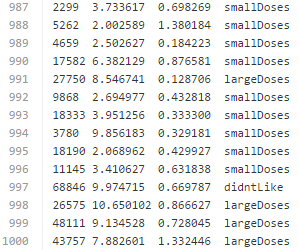 987 2299 3.733617 0.698269 smallDoses
988 5262 2.002589 1.380184 smallDoses
989 4659 2.502627 0.184223 smallDoses
990 17582 6.382129 0.876581 smallDoses
991 27750 8.546741 0.128706 largeDoses
992 9868 2.694977 0.432818 smallDoses
993 18333 3.951256 0.333300 smallDoses
994 3780 9.856183 0.329181 smallDoses
995 18190 2.068962 0.429927 smallDoses
996 11145 3.410627 0.631838 smallDoses
997 68846 9.974715 0.669787 didntLike
998 26575 10.650102 0.866627 largeDoses
999 48111 9.134528 0.728045 largeDoses
1000 43757 7.882601 1.332446 largeDoses